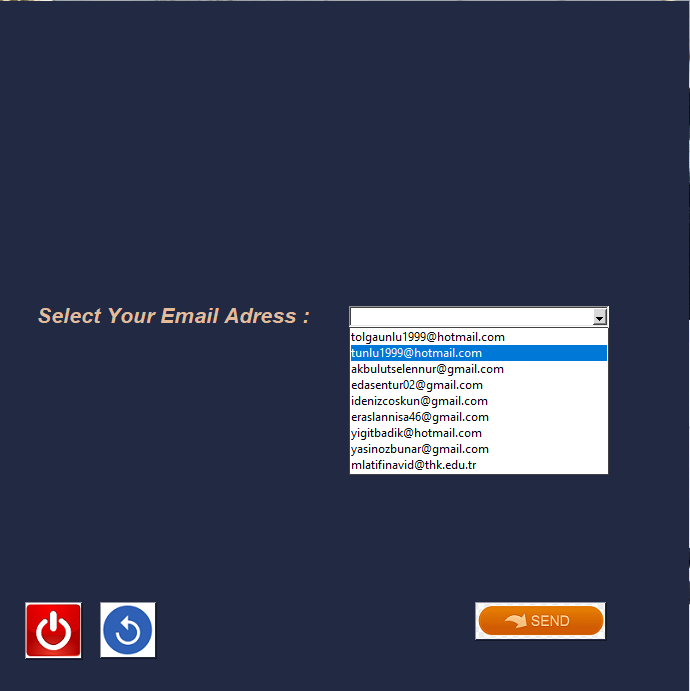 Select Your Email Adress :
tolgaunlu1999@hotmail.com
tunlu1999@hotmail.com
akbulutselennur@gmail.com
edasentur02@gmail.com
idenizcoskun@gmail.com
eraslannisa46@gmail.com
yigitbadik@hotmail.com
yasinozbunar@gmail.com
mlatifinavid@thk.edu.tr
SEND